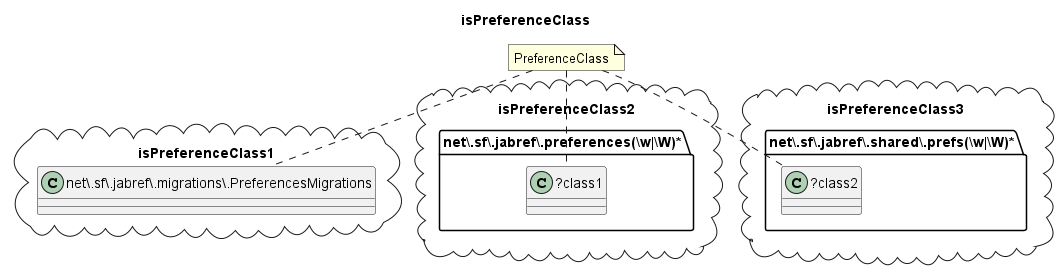 isPreferenceClass
PreferenceClass
isPreferenceClass1
C net\.sf\.jabref\.migrations\.PreferencesMigrations
isPreferenceClass2
net\.sf\.jabref\.preferences(\w|\W)*
C ?class1
isPreferenceClass3
net\.sf\.jabref\.shared\.prefs(\w|\W)*
C ?class2